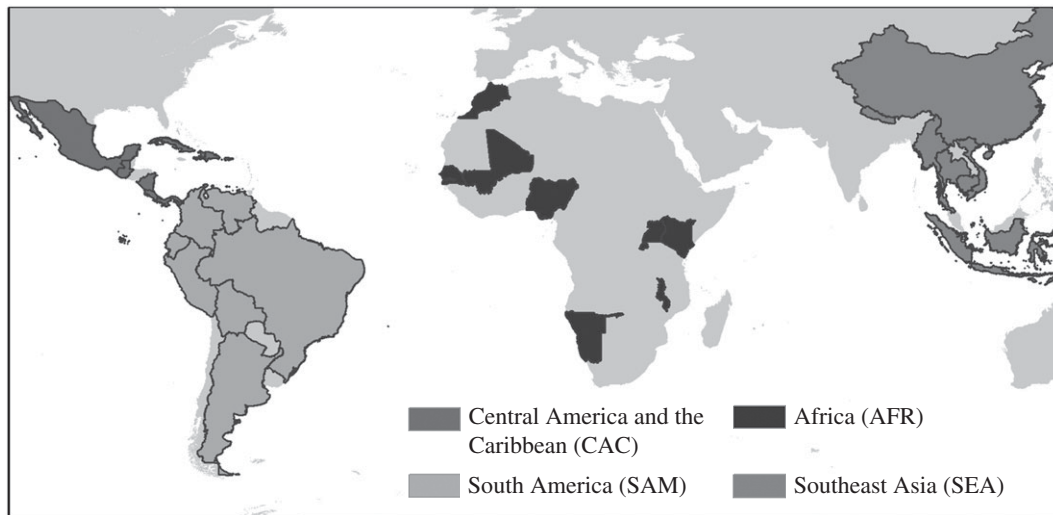 Central America and the
Caribbean (CAC)
Africa (AFR)
South America (SAM)
Southeast Asia (SEA)